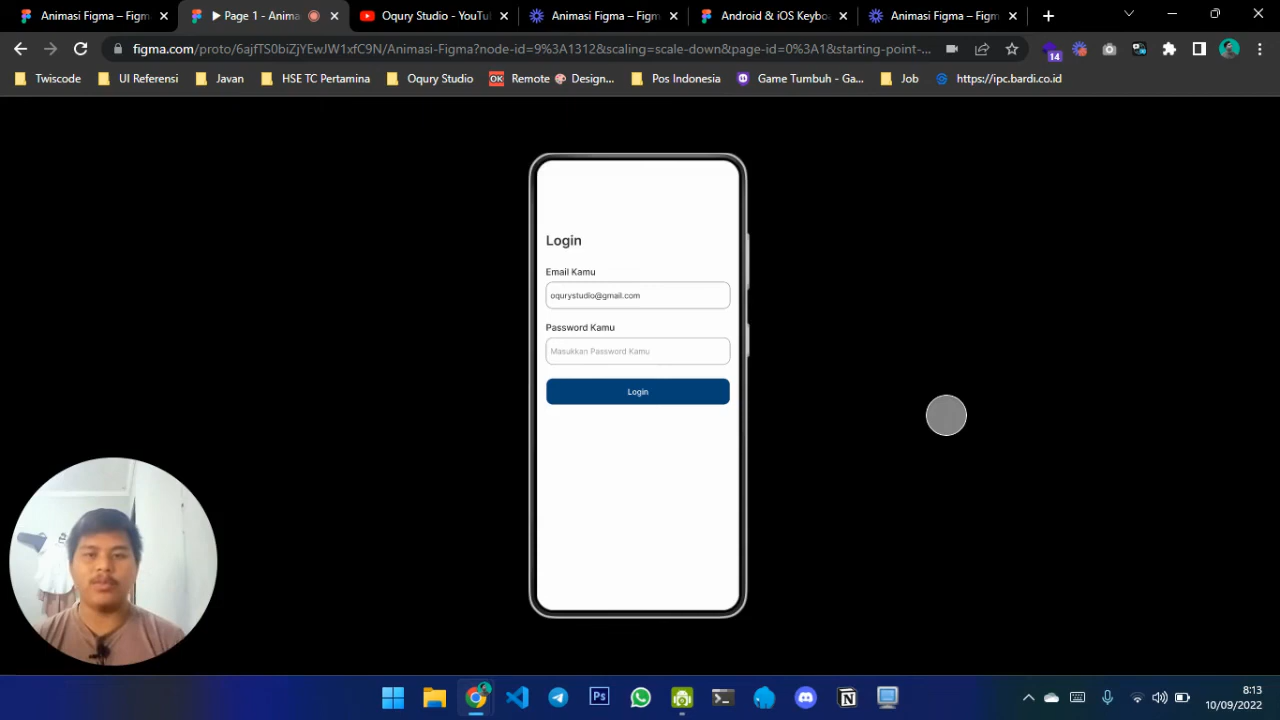 Animasi Figma – Figm
Page 1 - Anima
Oqury Studio - YouTu
Animasi Figma – Figm
Android & iOS Keybo
Animasi Figma – Figm
figma.com/proto/6ajfTS0biZjYEwJW1xfC9N/Animasi-Figma?node-id=9%3A1312&scaling=scale-down&page-id=0%3A1&starting-point-...
14
Twiscode
UI Referensi
Javan
HSE TC Pertamina
Oqury Studio
OK
Remote 🎨 Design...
Pos Indonesia
Game Tumbuh - Ga...
Job
https://ipc.bardi.co.id
Login
Email Kamu
oqurystudio@gmail.com
Password Kamu
Masukkan Password Kamu
Login
Ps
8:13
10/09/2022